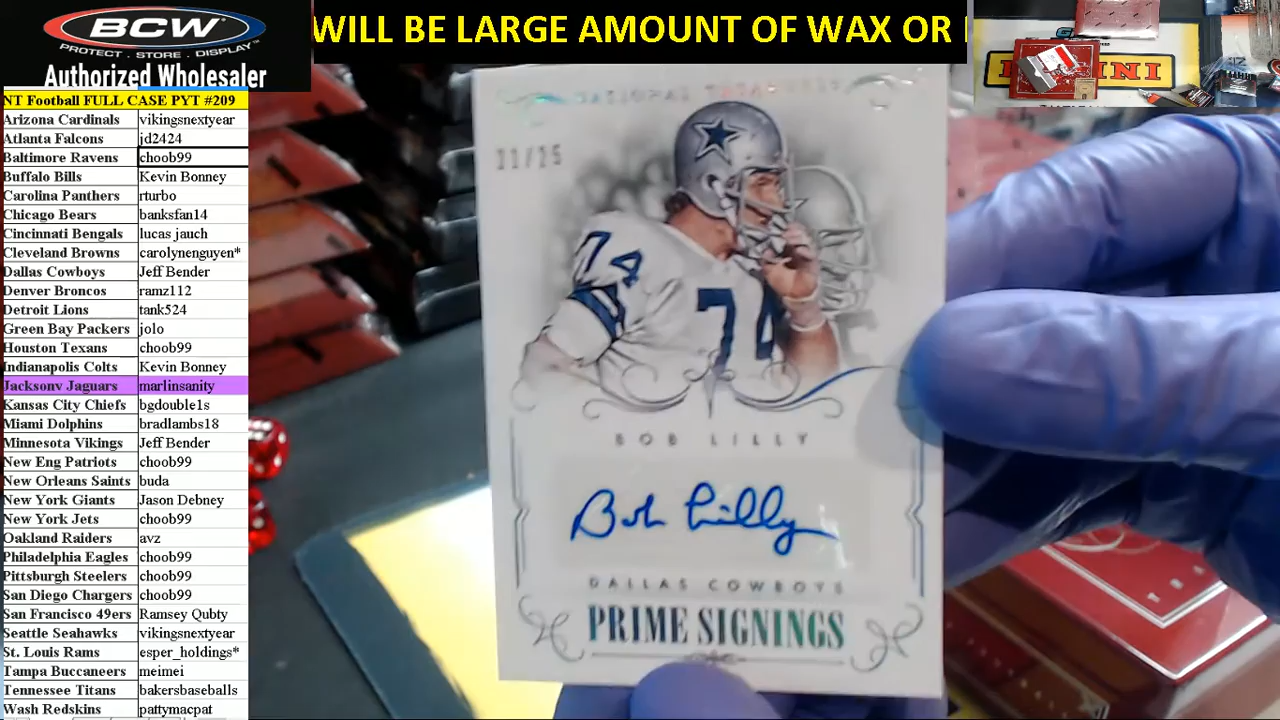 BCW
PROTECT · STORE · DISPLAY™
Authorized Wholesaler
WILL BE LARGE AMOUNT OF WAX OR
NT Football FULL CASE PYT #209
Arizona Cardinals vikingsnextyear
Atlanta Falcons jd2424
Baltimore Ravens choob99
Buffalo Bills Kevin Bonney
Carolina Panthers rturbo
Chicago Bears banksfan14
Cincinnati Bengals lucas jauch
Cleveland Browns carolynenguyen*
Dallas Cowboys Jeff Bender
Denver Broncos ramz112
Detroit Lions tank524
Green Bay Packers jolo
Houston Texans choob99
Indianapolis Colts Kevin Bonney
Jacksonv Jaguars marlinsanity
Kansas City Chiefs bgdouble1s
Miami Dolphins bradlambs18
Minnesota Vikings Jeff Bender
New Eng Patriots choob99
New Orleans Saints buda
New York Giants Jason Debney
New York Jets choob99
Oakland Raiders avz
Philadelphia Eagles choob99
Pittsburgh Steelers choob99
San Diego Chargers choob99
San Francisco 49ers Ramsey Qubty
Seattle Seahawks vikingsnextyear
St. Louis Rams esper_holdings*
Tampa Buccaneers meimei
Tennessee Titans bakersbaseballs
Wash Redskins pattymacpat
NATIONAL TREASURES
21/25
74
74
BOB LILLY
Bob Lilly
DALLAS COWBOYS
PRIME SIGNINGS
PANINI